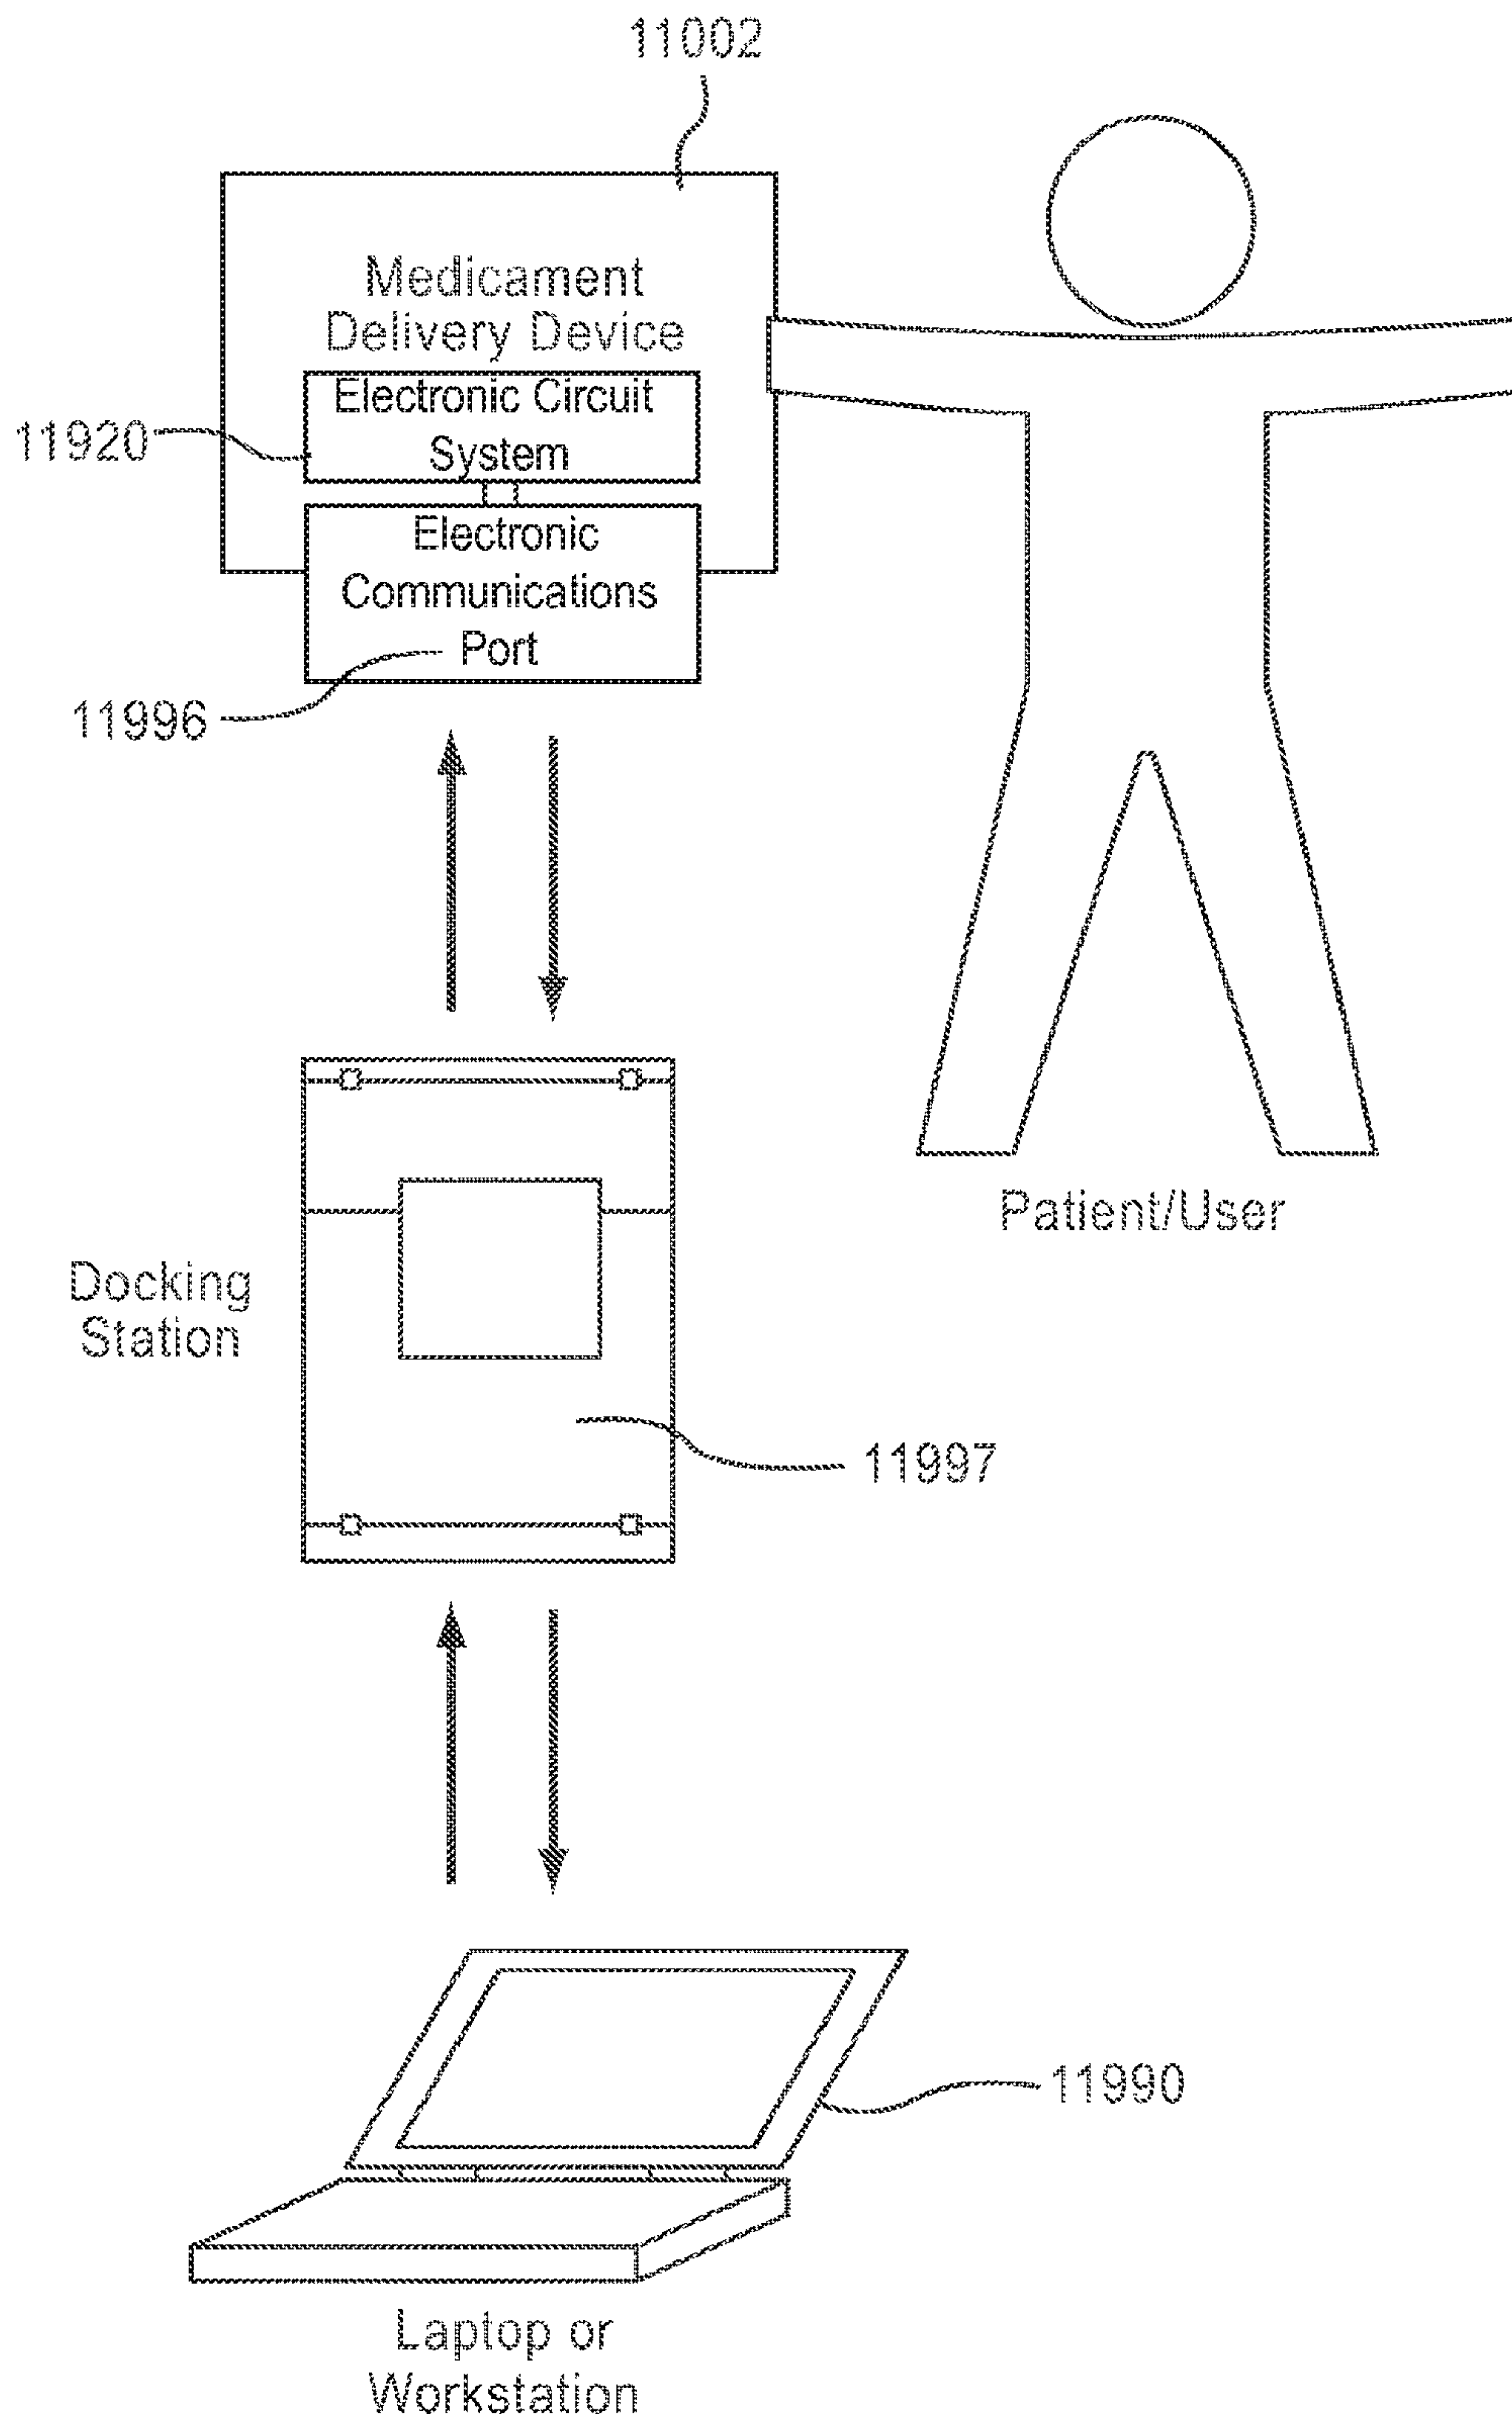 11002
Medicament
Delivery Device
Electronic Circuit
System
11920
Electronic
Communications
Port
11996
Patient/User
Docking
Station
11997
11990
Laptop or
Workstation